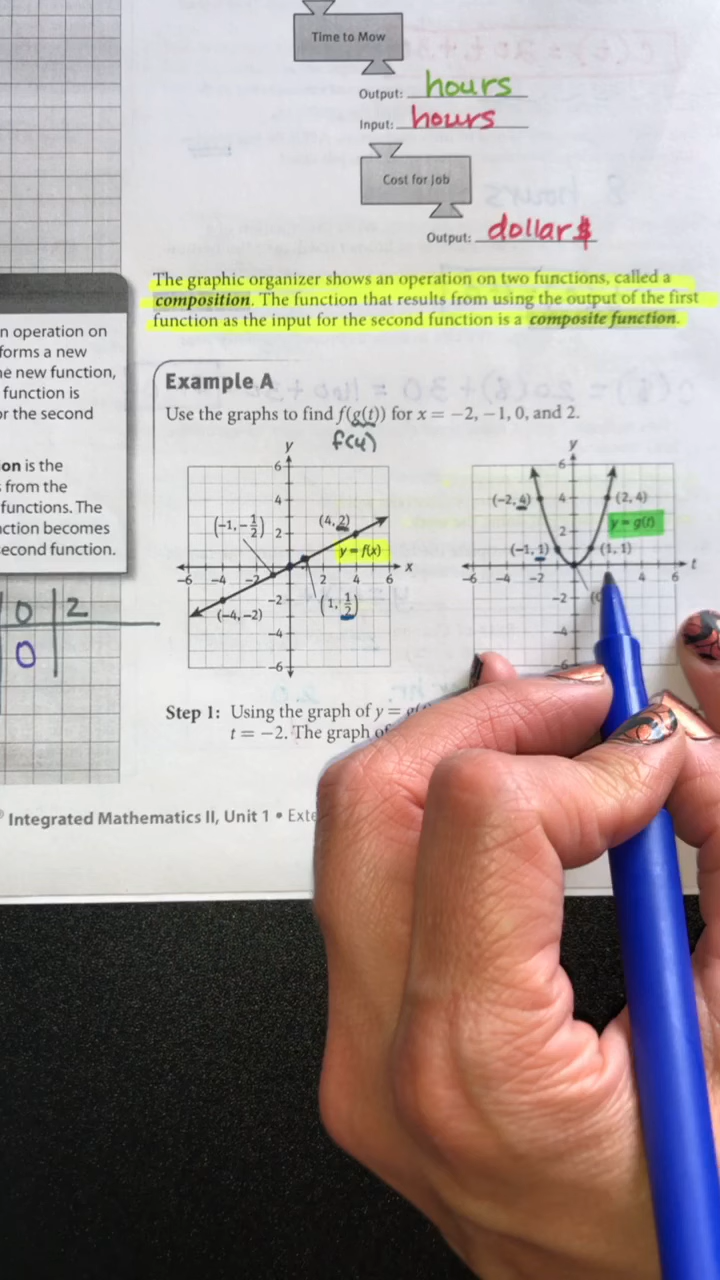 Time to Mow
Output: hours
Input: hours
Cost for Job
Output: dollar$
The graphic organizer shows an operation on two functions, called a
composition. The function that results from using the output of the first
function as the input for the second function is a composite function.
n operation on
forms a new
he new function,
function is
or the second
on is the
from the
functions. The
nction becomes
econd function.
0 2
0
Example A
Use the graphs to find f(g(t)) for x = −2, −1, 0, and 2.
f(4)
y
6
4
2
(−1, −1/2)
(4, 2)
y = f(x)
x
−6 −4 −2 2 4 6
(−4, −2)
−2
(1, 1/2)
−4
−6
y
6
(−2, 4)
4
(2, 4)
y = g(t)
2
(−1, 1)
(1, 1)
t
−6 −4 −2 4 6
−2
(0
−4
−6
Step 1: Using the graph of y =
t = −2. The graph of
Integrated Mathematics II, Unit 1 •